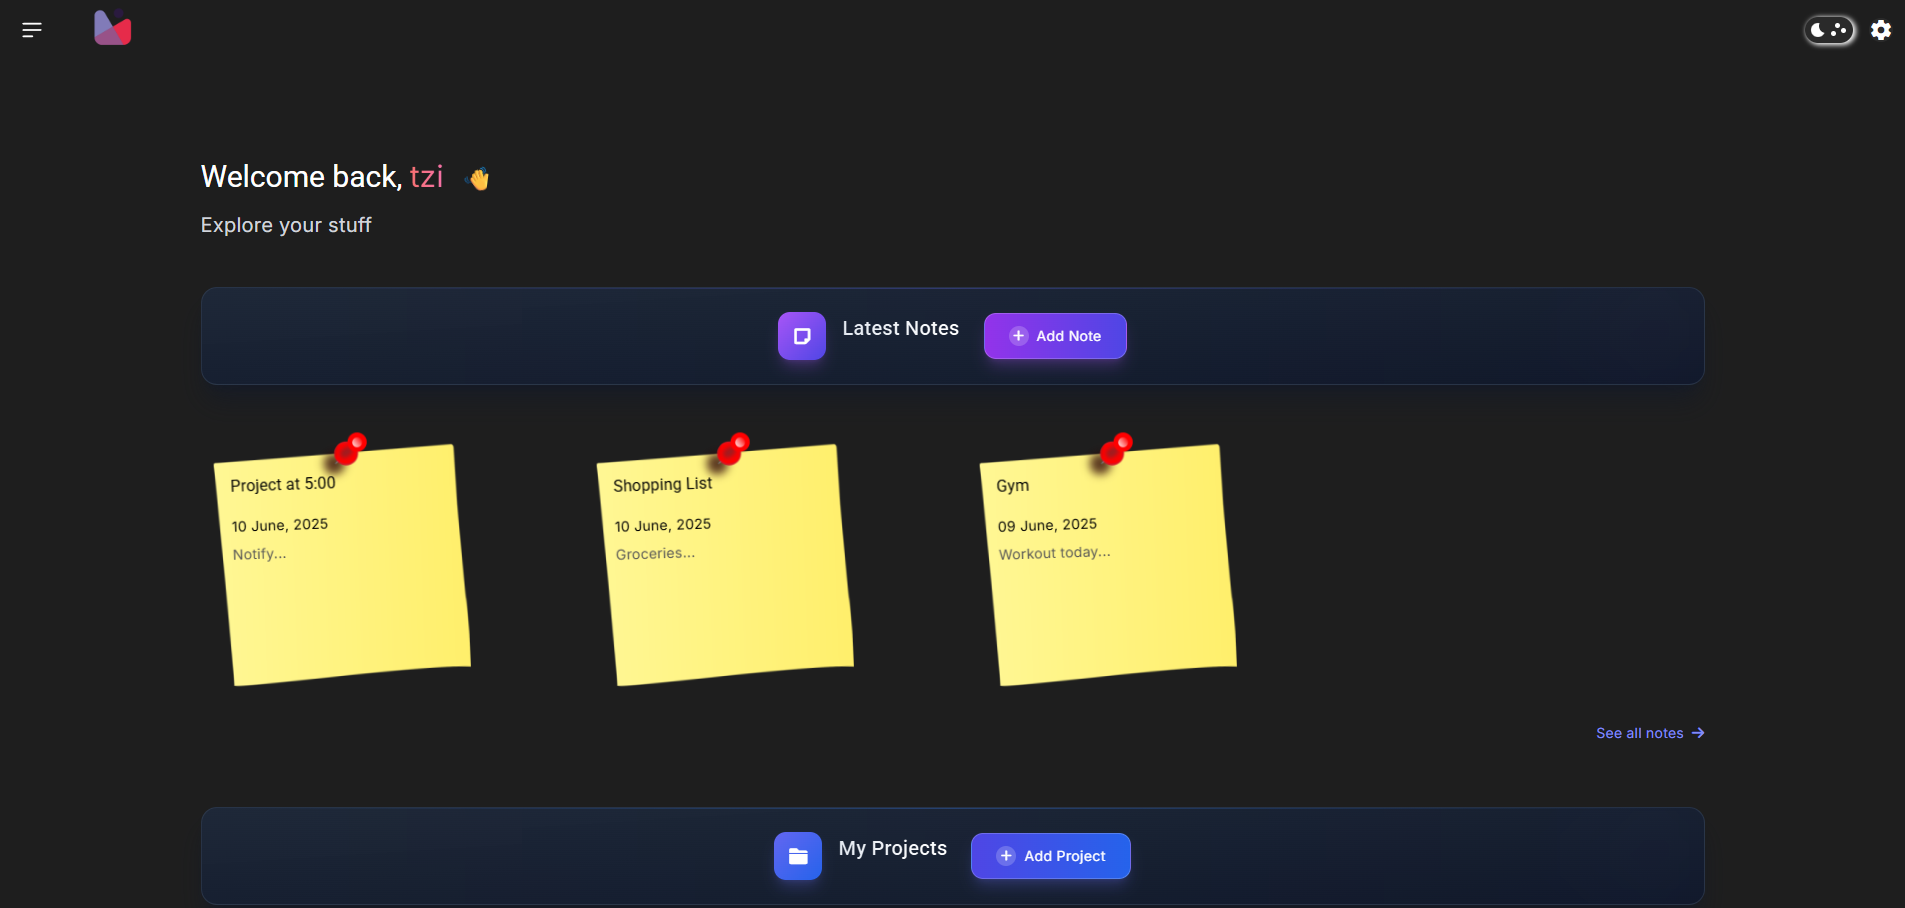 Welcome back, tzi
Explore your stuff
Latest Notes
Add Note
Project at 5:00
10 June, 2025
Notify...
Shopping List
10 June, 2025
Groceries...
Gym
09 June, 2025
Workout today...
See all notes
My Projects
Add Project